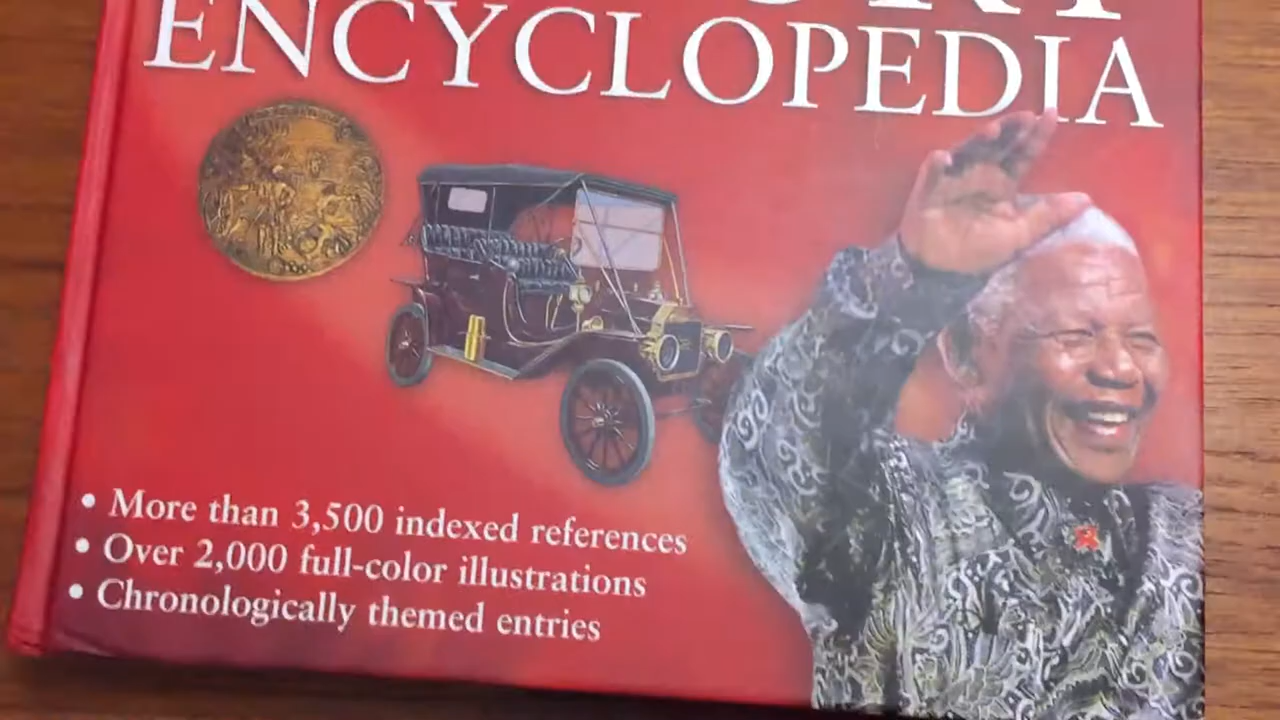 ENCYCLOPEDIA
• More than 3,500 indexed references
• Over 2,000 full-color illustrations
• Chronologically themed entries